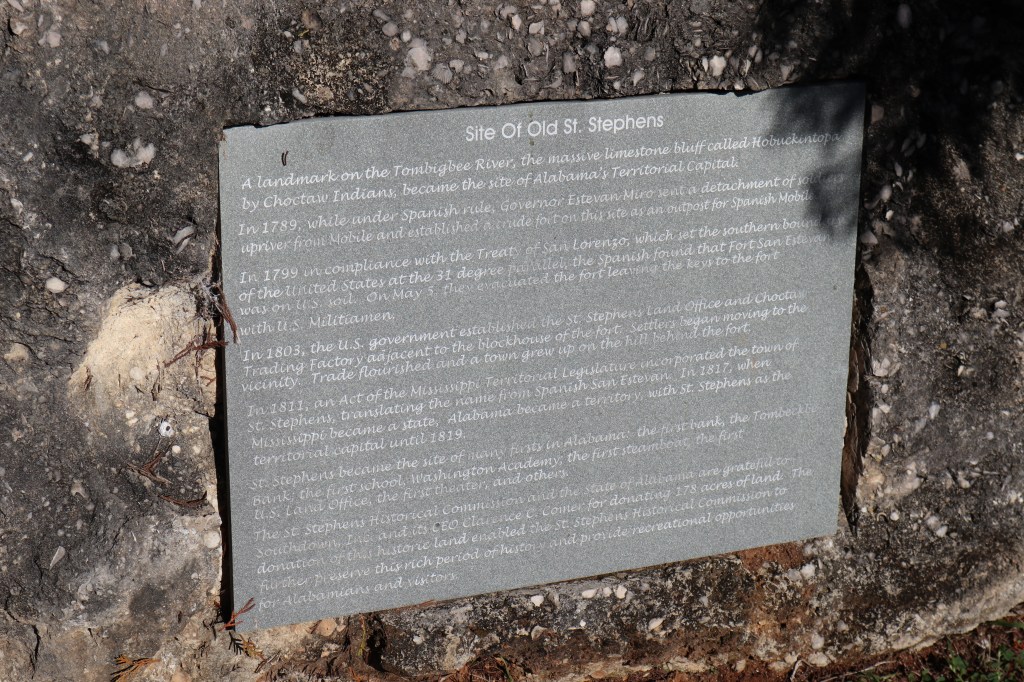 Site Of Old St. Stephens
A landmark on the Tombigbee River, the massive limestone bluff called Hobuckintopa
by Choctaw Indians, became the site of Alabama's Territorial Capital.
In 1789, while under Spanish rule, Governor Estevan Miro sent a detachment of
upriver from Mobile and established a crude fort on this site as an outpost for Spanish Mobile.
In 1799 in compliance with the Treaty of San Lorenzo, which set the southern boundary
of the United States at the 31 degree parallel, the Spanish found that Fort San Estevan
was on U.S. soil. On May 5, they evacuated the fort leaving the keys to the fort
with U.S. Militiamen.
In 1803, the U.S. government established the St. Stephens Land Office and Choctaw
Trading Factory adjacent to the blockhouse of the fort. Settlers began moving to the
vicinity. Trade flourished and a town grew up on the hill behind the fort.
In 1811, an Act of the Mississippi Territorial Legislature incorporated the town of
St. Stephens, translating the name from Spanish San Estevan. In 1817, when
Mississippi became a state, Alabama became a territory, with St. Stephens as the
territorial capital until 1819.
St. Stephens became the site of many firsts in Alabama: the first bank, the Tombeckbe
Bank; the first school, Washington Academy; the first steamboat; the first
U.S. Land Office; the first theater; and others.
The St. Stephens Historical Commission and the State of Alabama are grateful to
Southdown, Inc. and its CEO Clarence C. Comer for donating 178 acres of land. The
donation of this historic land enabled the St. Stephens Historical Commission to
further preserve this rich period of history and provide recreational opportunities
for Alabamians and visitors.